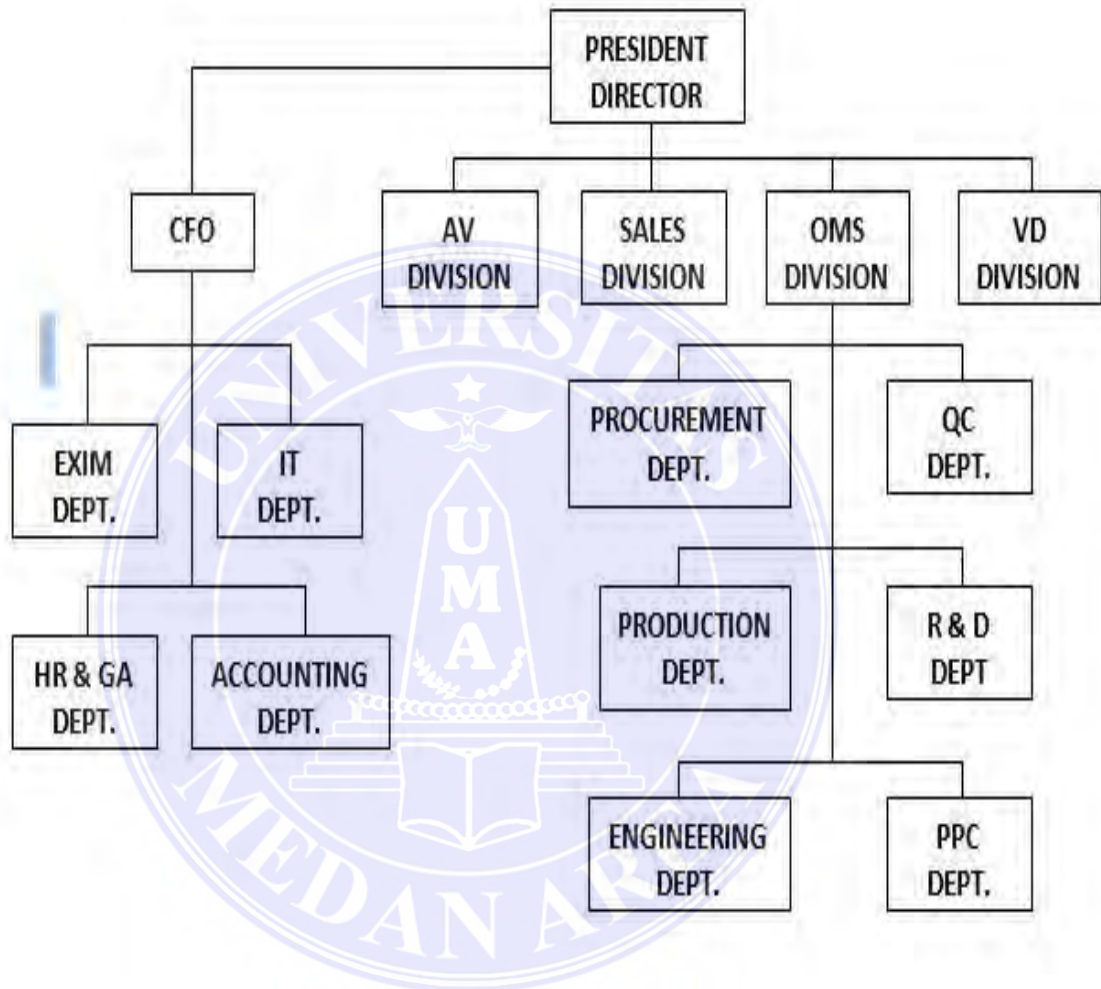 PRESIDENT
DIRECTOR
CFO
AV
DIVISION
SALES
DIVISION
OMS
DIVISION
VD
DIVISION
EXIM
DEPT.
IT
DEPT.
PROCUREMENT
DEPT.
QC
DEPT.
HR & GA
DEPT.
ACCOUNTING
DEPT.
PRODUCTION
DEPT.
R & D
DEPT
ENGINEERING
DEPT.
PPC
DEPT.
UNIVERSITAS
UMA
MEDAN AREA